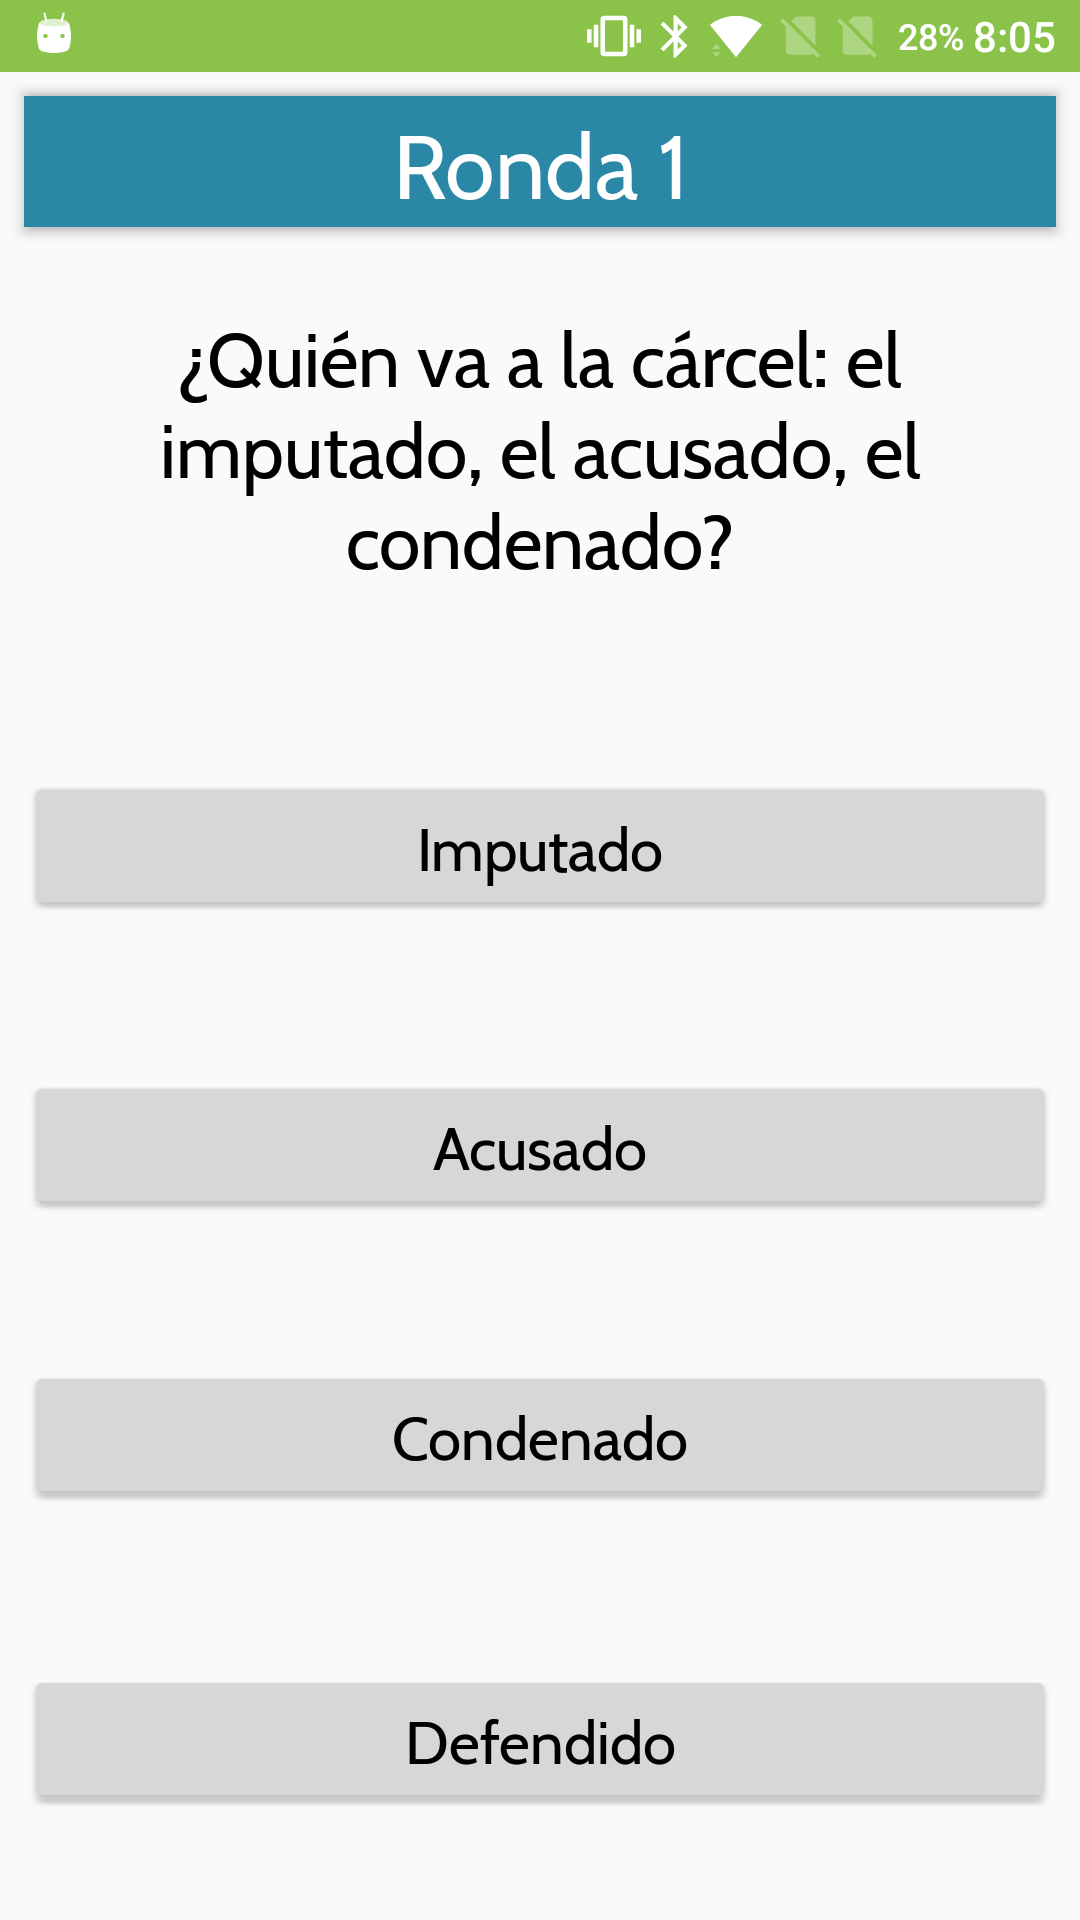 28% 8:05
Ronda 1
¿Quién va a la cárcel: el
imputado, el acusado, el
condenado?
Imputado
Acusado
Condenado
Defendido